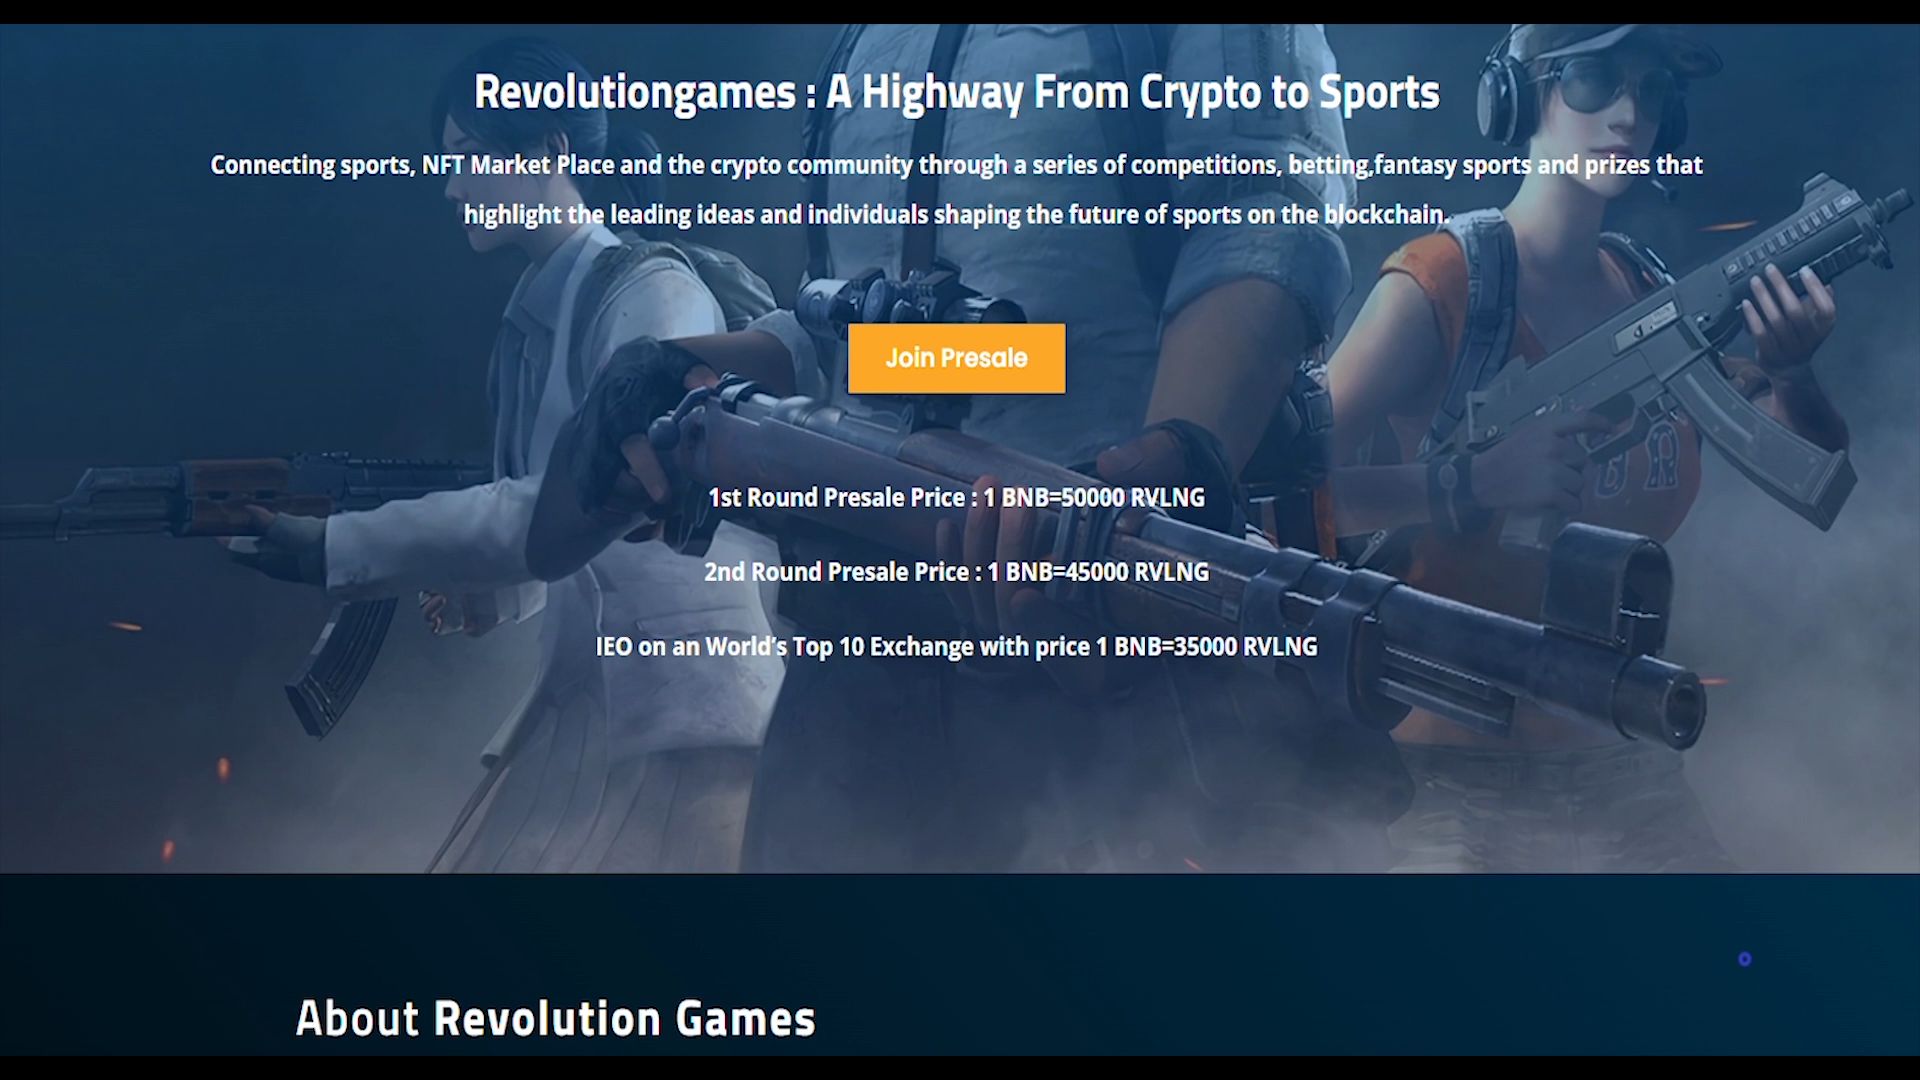 Revolutiongames : A Highway From Crypto to Sports
Connecting sports, NFT Market Place and the crypto community through a series of competitions, betting,fantasy sports and prizes that
highlight the leading ideas and individuals shaping the future of sports on the blockchain.
Join Presale
1st Round Presale Price : 1 BNB=50000 RVLNG
2nd Round Presale Price : 1 BNB=45000 RVLNG
IEO on an World’s Top 10 Exchange with price 1 BNB=35000 RVLNG
About Revolution Games